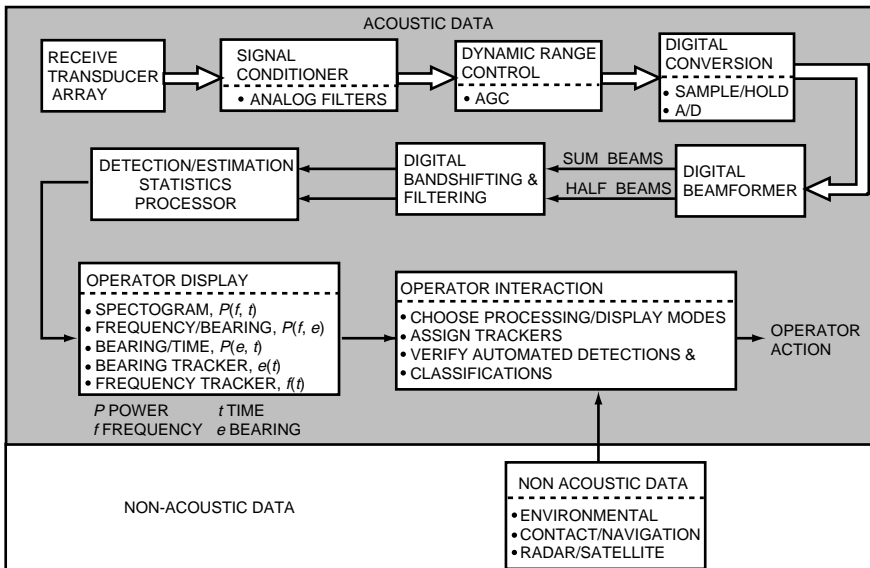 ACOUSTIC DATA
RECEIVE
TRANSDUCER
ARRAY
SIGNAL
CONDITIONER
• ANALOG FILTERS
DYNAMIC RANGE
CONTROL
• AGC
DIGITAL
CONVERSION
• SAMPLE/HOLD
• A/D
DETECTION/ESTIMATION
STATISTICS
PROCESSOR
DIGITAL
BANDSHIFTING &
FILTERING
SUM BEAMS
HALF BEAMS
DIGITAL
BEAMFORMER
OPERATOR DISPLAY
• SPECTOGRAM, P(f, t)
• FREQUENCY/BEARING, P(f, e)
• BEARING/TIME, P(e, t)
• BEARING TRACKER, e(t)
• FREQUENCY TRACKER, f(t)
P POWER t TIME
f FREQUENCY e BEARING
OPERATOR INTERACTION
• CHOOSE PROCESSING/DISPLAY MODES
• ASSIGN TRACKERS
• VERIFY AUTOMATED DETECTIONS &
• CLASSIFICATIONS
OPERATOR
ACTION
NON-ACOUSTIC DATA
NON ACOUSTIC DATA
• ENVIRONMENTAL
• CONTACT/NAVIGATION
• RADAR/SATELLITE